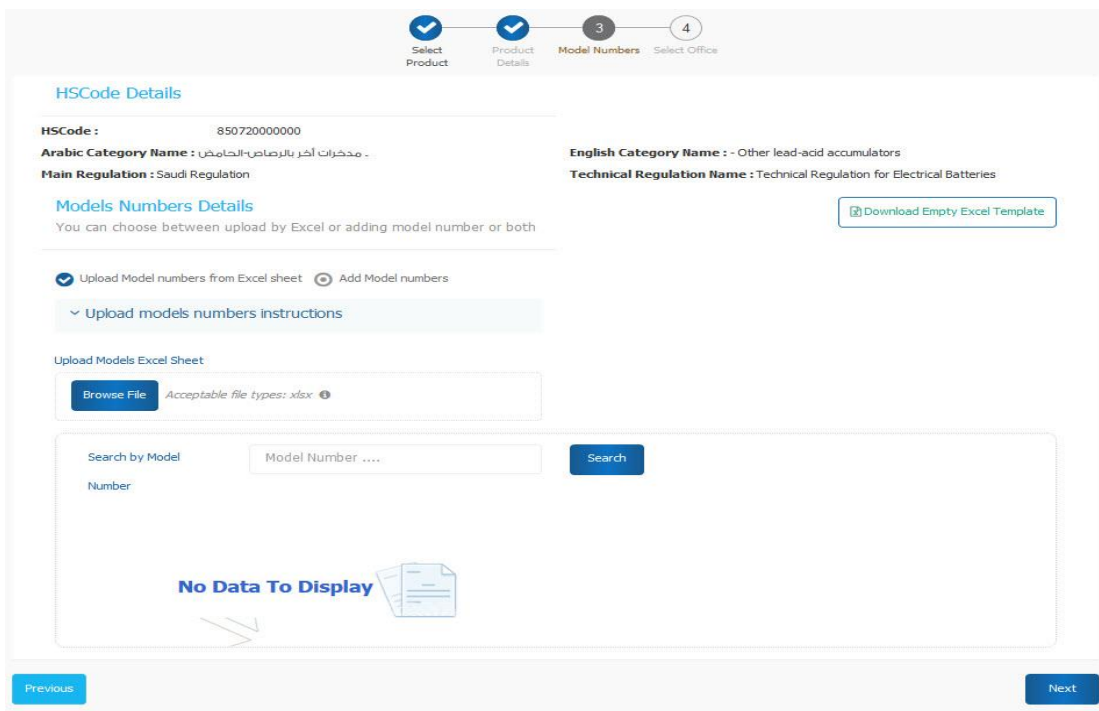 3
4
Select Product
Product Details
Model Numbers
Select Office
HSCode Details
HSCode : 850720000000
Arabic Category Name : ـ مدخرات أخر بالرصاص-الحامض
English Category Name : - Other lead-acid accumulators
Main Regulation : Saudi Regulation
Technical Regulation Name : Technical Regulation for Electrical Batteries
Models Numbers Details
You can choose between upload by Excel or adding model number or both
Download Empty Excel Template
Upload Model numbers from Excel sheet
Add Model numbers
Upload models numbers instructions
Upload Models Excel Sheet
Browse File
Acceptable file types: xlsx
Search by Model
Number
Model Number ....
Search
No Data To Display
Previous
Next